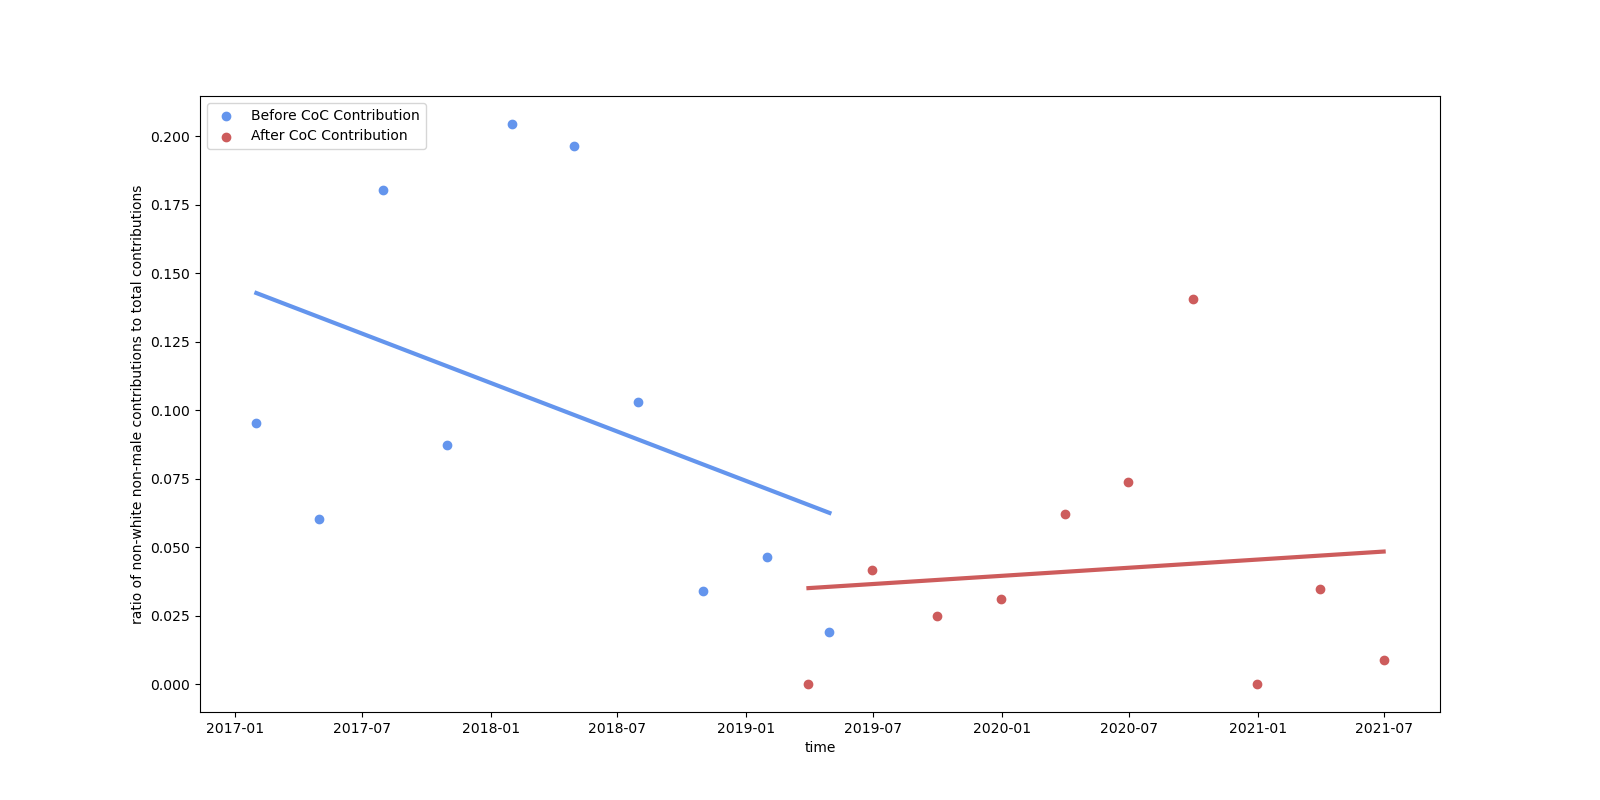 Before CoC Contribution
After CoC Contribution
ratio of non-white non-male contributions to total contributions
0.200
0.175
0.150
0.125
0.100
0.075
0.050
0.025
0.000
2017-01 2017-07 2018-01 2018-07 2019-01 2019-07 2020-01 2020-07 2021-01 2021-07
time